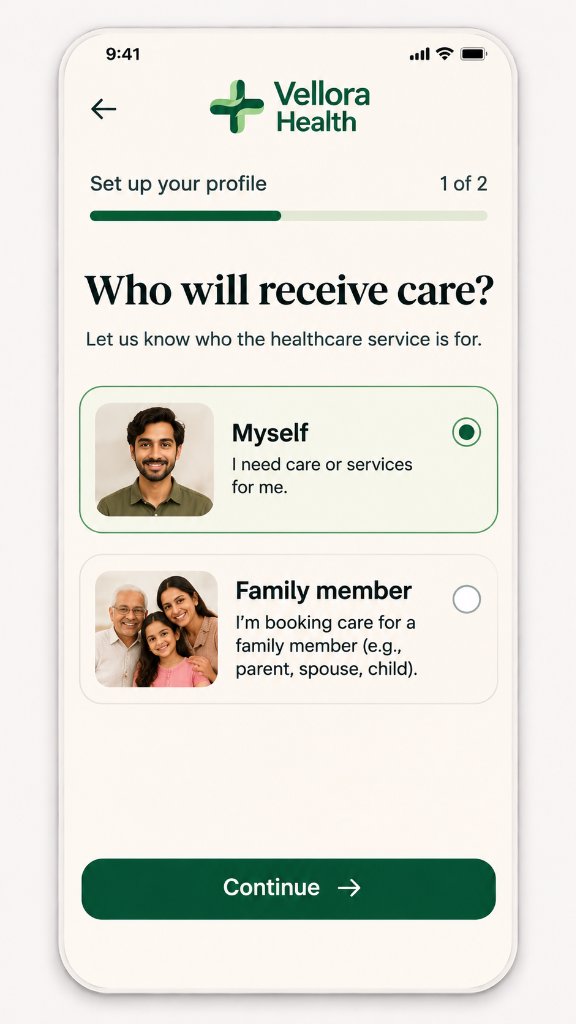 9:41
Vellora
Health
Set up your profile
1 of 2
Who will receive care?
Let us know who the healthcare service is for.
Myself
I need care or services
for me.
Family member
I’m booking care for a
family member (e.g.,
parent, spouse, child).
Continue